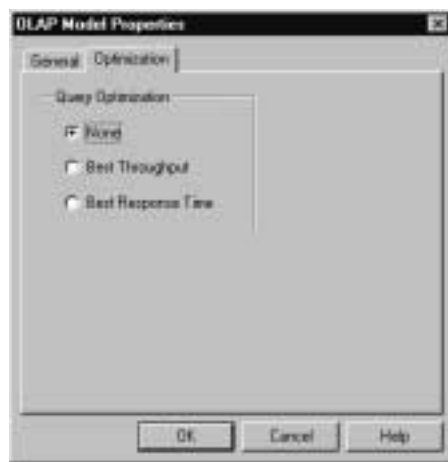 OLAP Model Properties
General Optimization
Query Optimization
None
Best Throughput
Best Response Time
OK Cancel Help